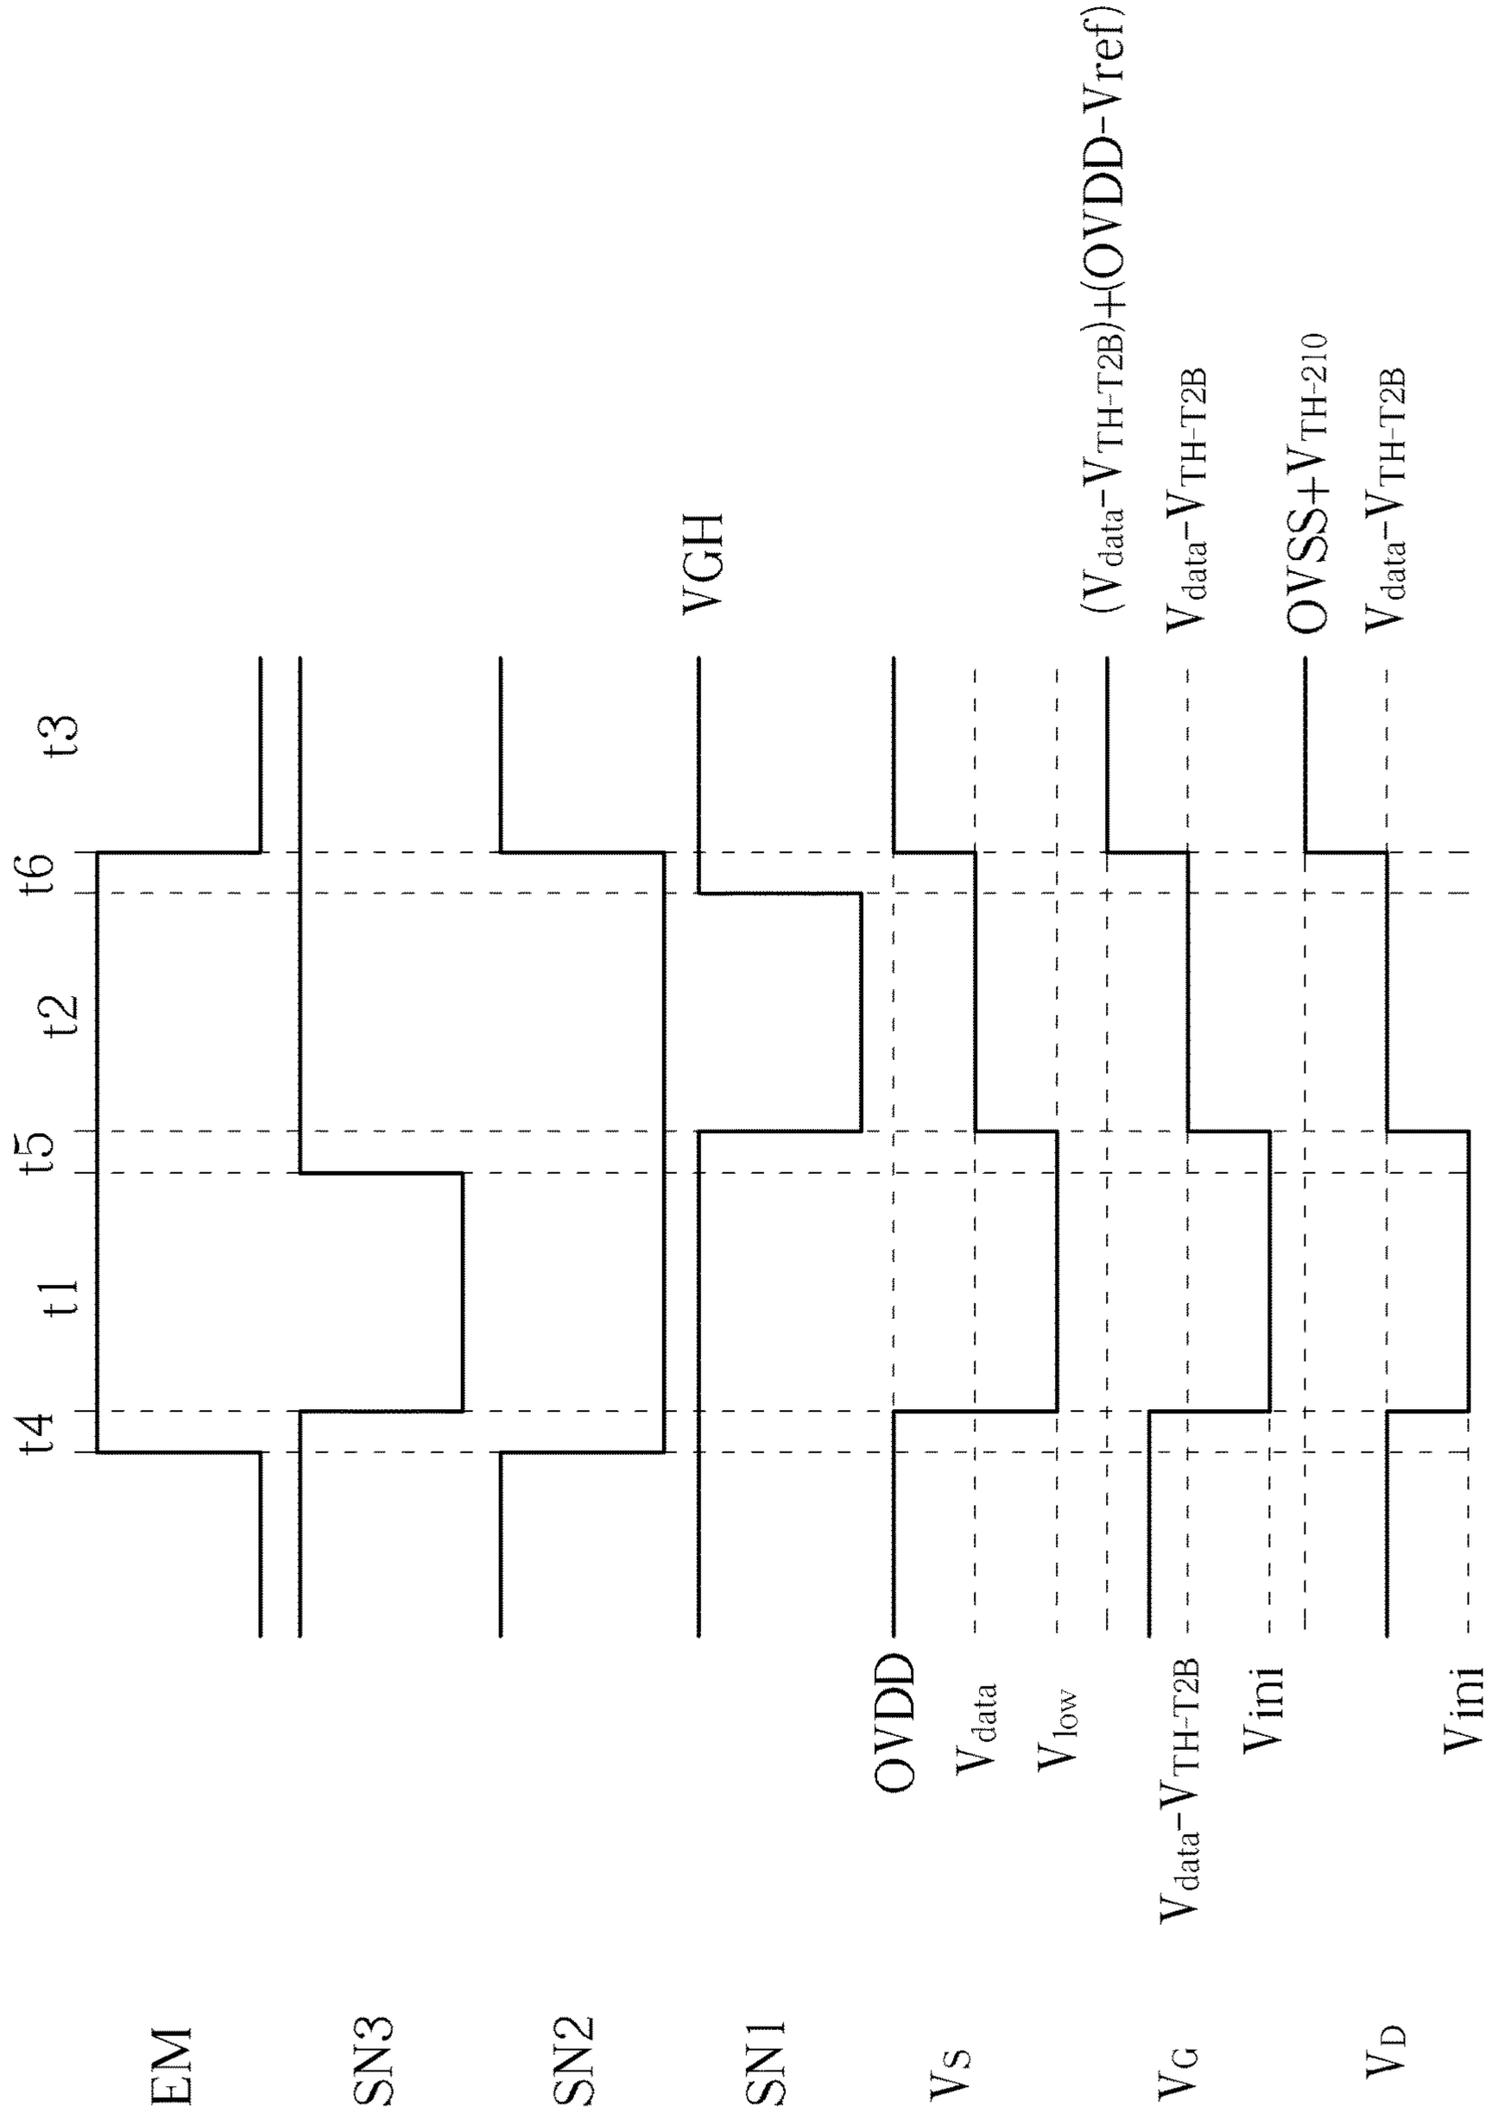 t4 t1 t5 t2 t6 t3
EM
SN3
SN2
SN1 VGH
VS OVDD
Vdata
Vlow
(Vdata-VTH-T2B)+(OVDD-Vref)
VG Vdata-VTH-T2B Vdata-VTH-T2B
Vini
OVSS+VTH-210
VD Vdata-VTH-T2B
Vini